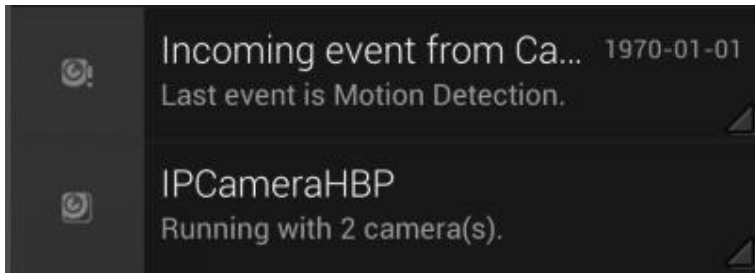 Incoming event from Ca... 1970-01-01
Last event is Motion Detection.
IPCameraHBP
Running with 2 camera(s).